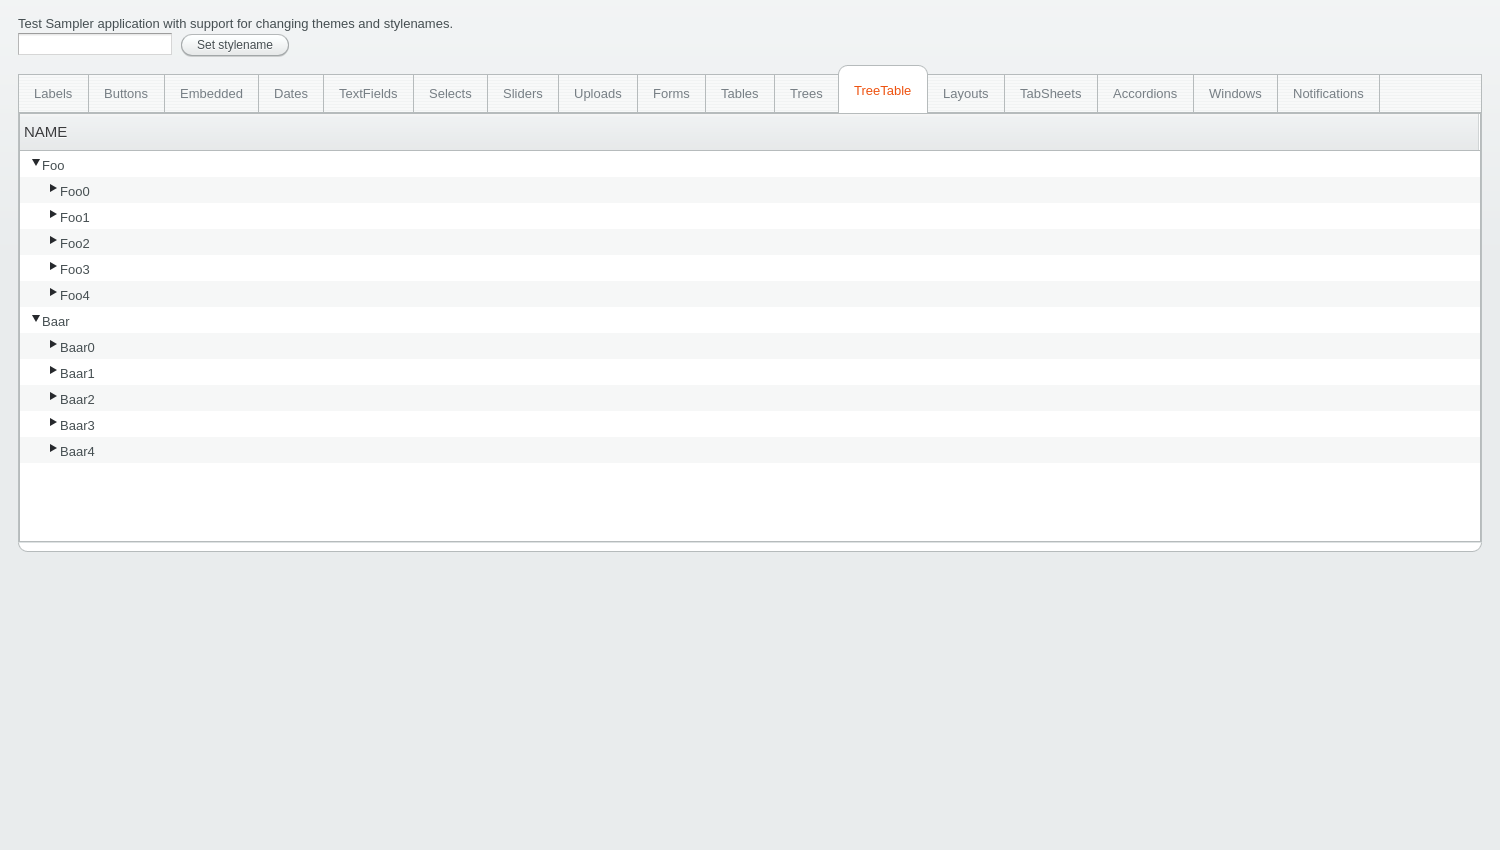 Test Sampler application with support for changing themes and stylenames.
Set stylename
Labels Buttons Embedded Dates TextFields Selects Sliders Uploads Forms Tables Trees TreeTable Layouts TabSheets Accordions Windows Notifications
NAME
Foo
Foo0
Foo1
Foo2
Foo3
Foo4
Baar
Baar0
Baar1
Baar2
Baar3
Baar4